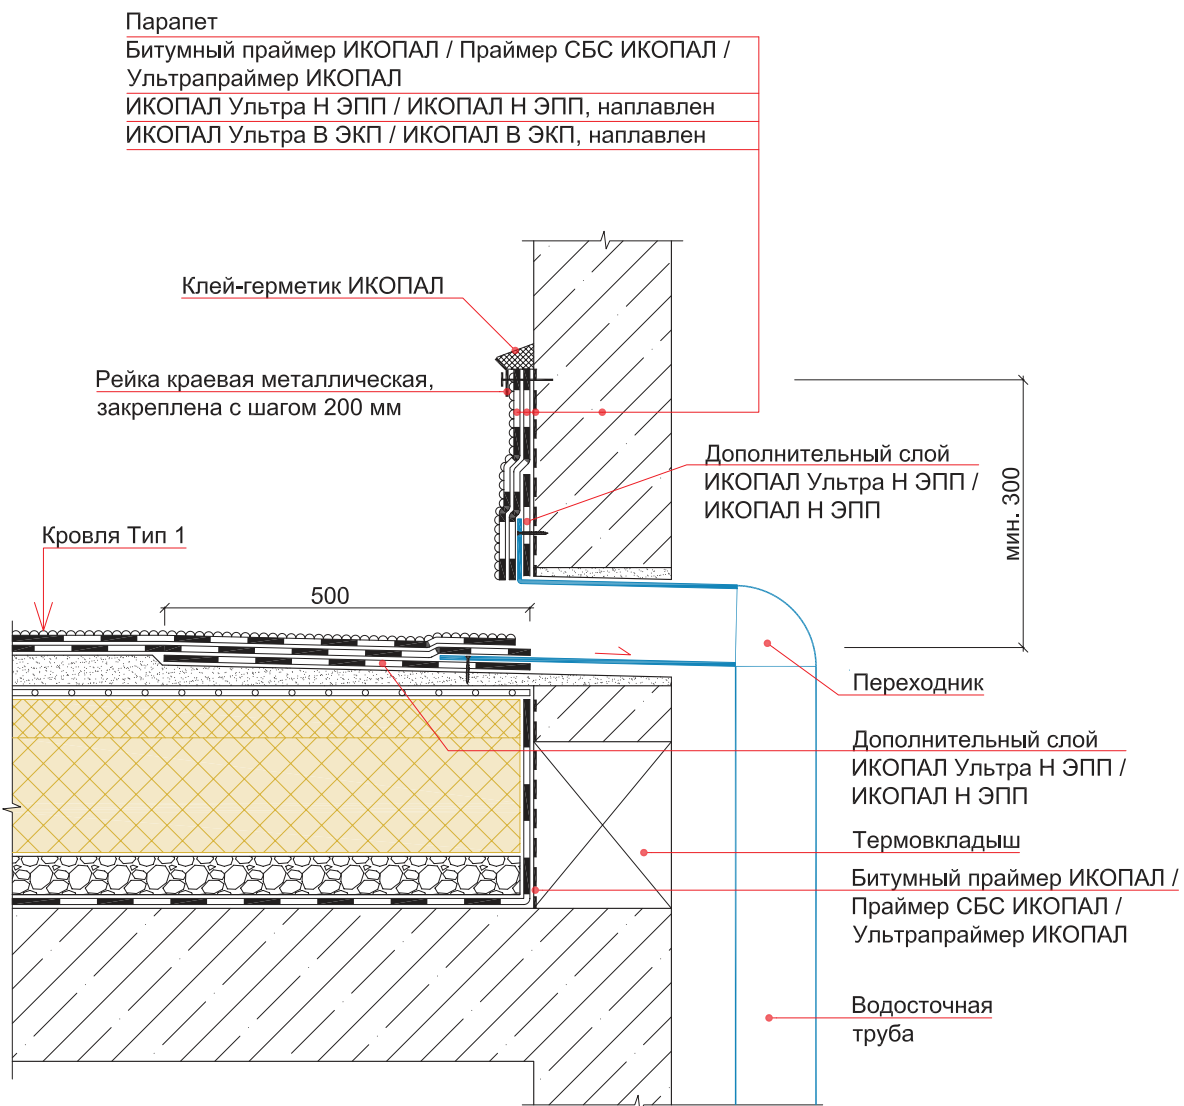 Парапет
Битумный праймер ИКОПАЛ / Праймер СБС ИКОПАЛ /
Ультрапраймер ИКОПАЛ
ИКОПАЛ Ультра Н ЭПП / ИКОПАЛ Н ЭПП, наплавлен
ИКОПАЛ Ультра В ЭКП / ИКОПАЛ В ЭКП, наплавлен
Клей-герметик ИКОПАЛ
Рейка краевая металлическая,
закреплена с шагом 200 мм
Дополнительный слой
ИКОПАЛ Ультра Н ЭПП /
ИКОПАЛ Н ЭПП
мин. 300
Кровля Тип 1
500
Переходник
Дополнительный слой
ИКОПАЛ Ультра Н ЭПП /
ИКОПАЛ Н ЭПП
Термовкладыш
Битумный праймер ИКОПАЛ /
Праймер СБС ИКОПАЛ /
Ультрапраймер ИКОПАЛ
Водосточная
труба